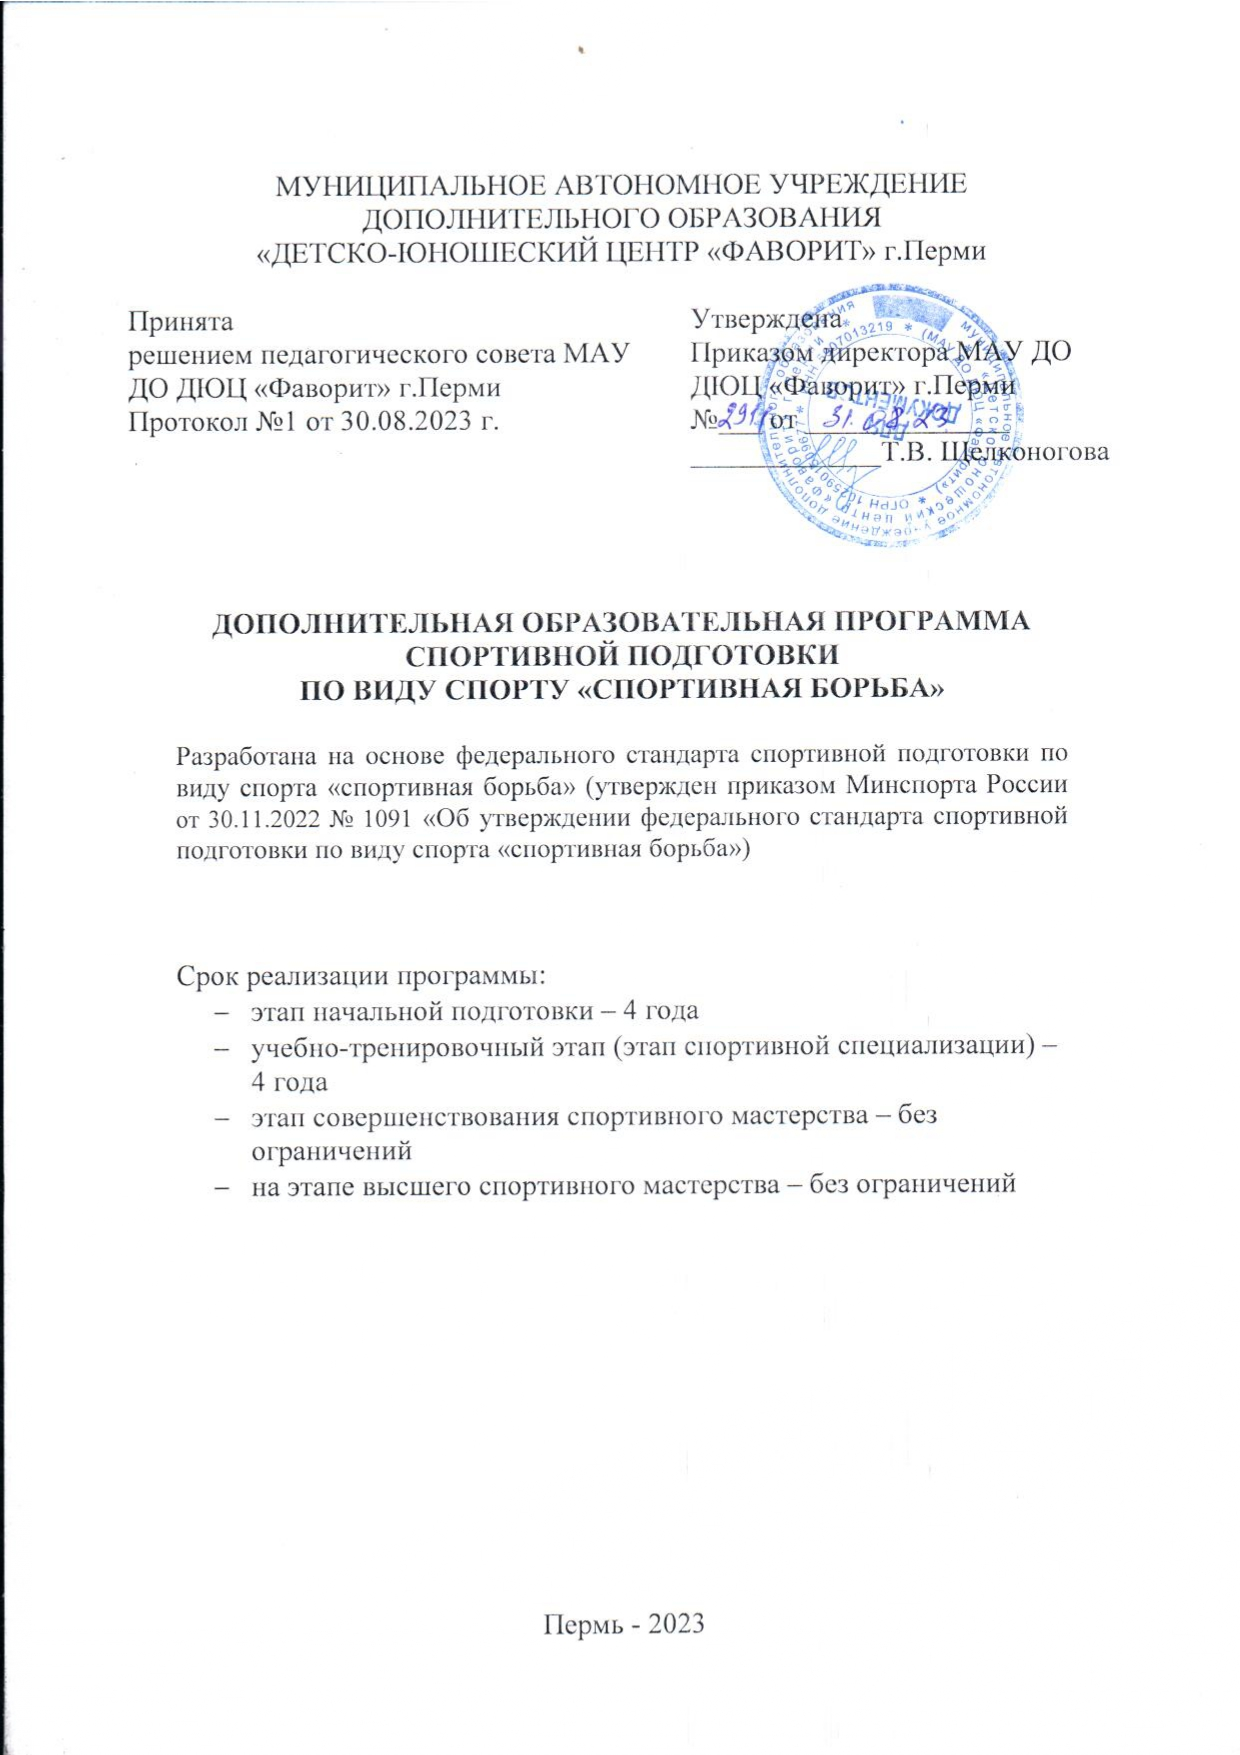 МУНИЦИПАЛЬНОЕ АВТОНОМНОЕ УЧРЕЖДЕНИЕ
ДОПОЛНИТЕЛЬНОГО ОБРАЗОВАНИЯ
«ДЕТСКО-ЮНОШЕСКИЙ ЦЕНТР «ФАВОРИТ» г.Перми
Принята
решением педагогического совета МАУ
ДО ДЮЦ «Фаворит» г.Перми
Протокол №1 от 30.08.2023 г.
Утверждена
Приказом директора МАУ ДО
ДЮЦ «Фаворит» г.Перми
№ от 31.08.23
Т.В. Щелконогова
ДОПОЛНИТЕЛЬНАЯ ОБРАЗОВАТЕЛЬНАЯ ПРОГРАММА
СПОРТИВНОЙ ПОДГОТОВКИ
ПО ВИДУ СПОРТУ «СПОРТИВНАЯ БОРЬБА»
Разработана на основе федерального стандарта спортивной подготовки по
виду спорта «спортивная борьба» (утвержден приказом Минспорта России
от 30.11.2022 № 1091 «Об утверждении федерального стандарта спортивной
подготовки по виду спорта «спортивная борьба»)
Срок реализации программы:
– этап начальной подготовки – 4 года
– учебно-тренировочный этап (этап спортивной специализации) –
4 года
– этап совершенствования спортивного мастерства – без
ограничений
– на этапе высшего спортивного мастерства – без ограничений
Пермь - 2023